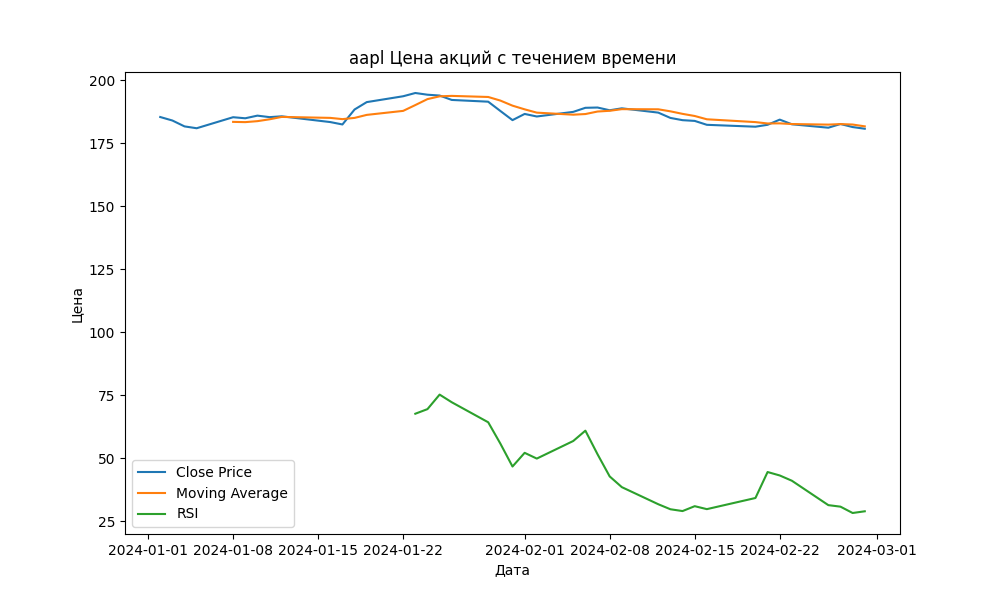 aapl Цена акций с течением времени
200
175
150
125
100
75
50
25
Цена
Close Price
Moving Average
RSI
2024-01-01 2024-01-08 2024-01-15 2024-01-22 2024-02-01 2024-02-08 2024-02-15 2024-02-22 2024-03-01
Дата